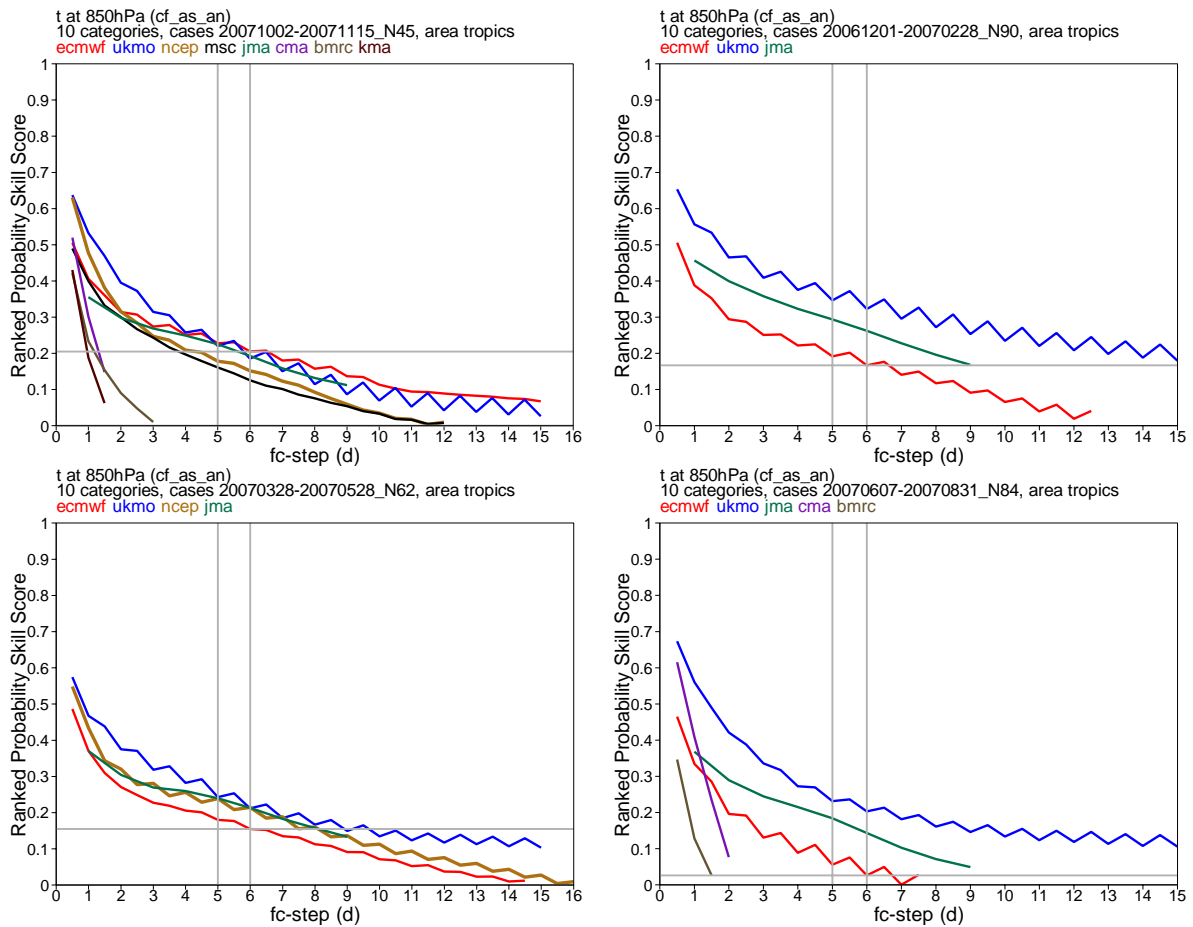 t at 850hPa (cf_as_an)
10 categories, cases 20071002-20071115_N45, area tropics
ecmwf ukmo ncep msc jma cma bmrc kma
1
0.9
0.8
0.7
0.6
0.5
0.4
0.3
0.2
0.1
0
Ranked Probability Skill Score
0 1 2 3 4 5 6 7 8 9 10 11 12 13 14 15 16
fc-step (d)
t at 850hPa (cf_as_an)
10 categories, cases 20061201-20070228_N90, area tropics
ecmwf ukmo jma
1
0.9
0.8
0.7
0.6
0.5
0.4
0.3
0.2
0.1
0
Ranked Probability Skill Score
0 1 2 3 4 5 6 7 8 9 10 11 12 13 14 15
fc-step (d)
t at 850hPa (cf_as_an)
10 categories, cases 20070328-20070528_N62, area tropics
ecmwf ukmo ncep jma
1
0.9
0.8
0.7
0.6
0.5
0.4
0.3
0.2
0.1
0
Ranked Probability Skill Score
0 1 2 3 4 5 6 7 8 9 10 11 12 13 14 15 16
fc-step (d)
t at 850hPa (cf_as_an)
10 categories, cases 20070607-20070831_N84, area tropics
ecmwf ukmo jma cma bmrc
1
0.9
0.8
0.7
0.6
0.5
0.4
0.3
0.2
0.1
0
Ranked Probability Skill Score
0 1 2 3 4 5 6 7 8 9 10 11 12 13 14 15
fc-step (d)